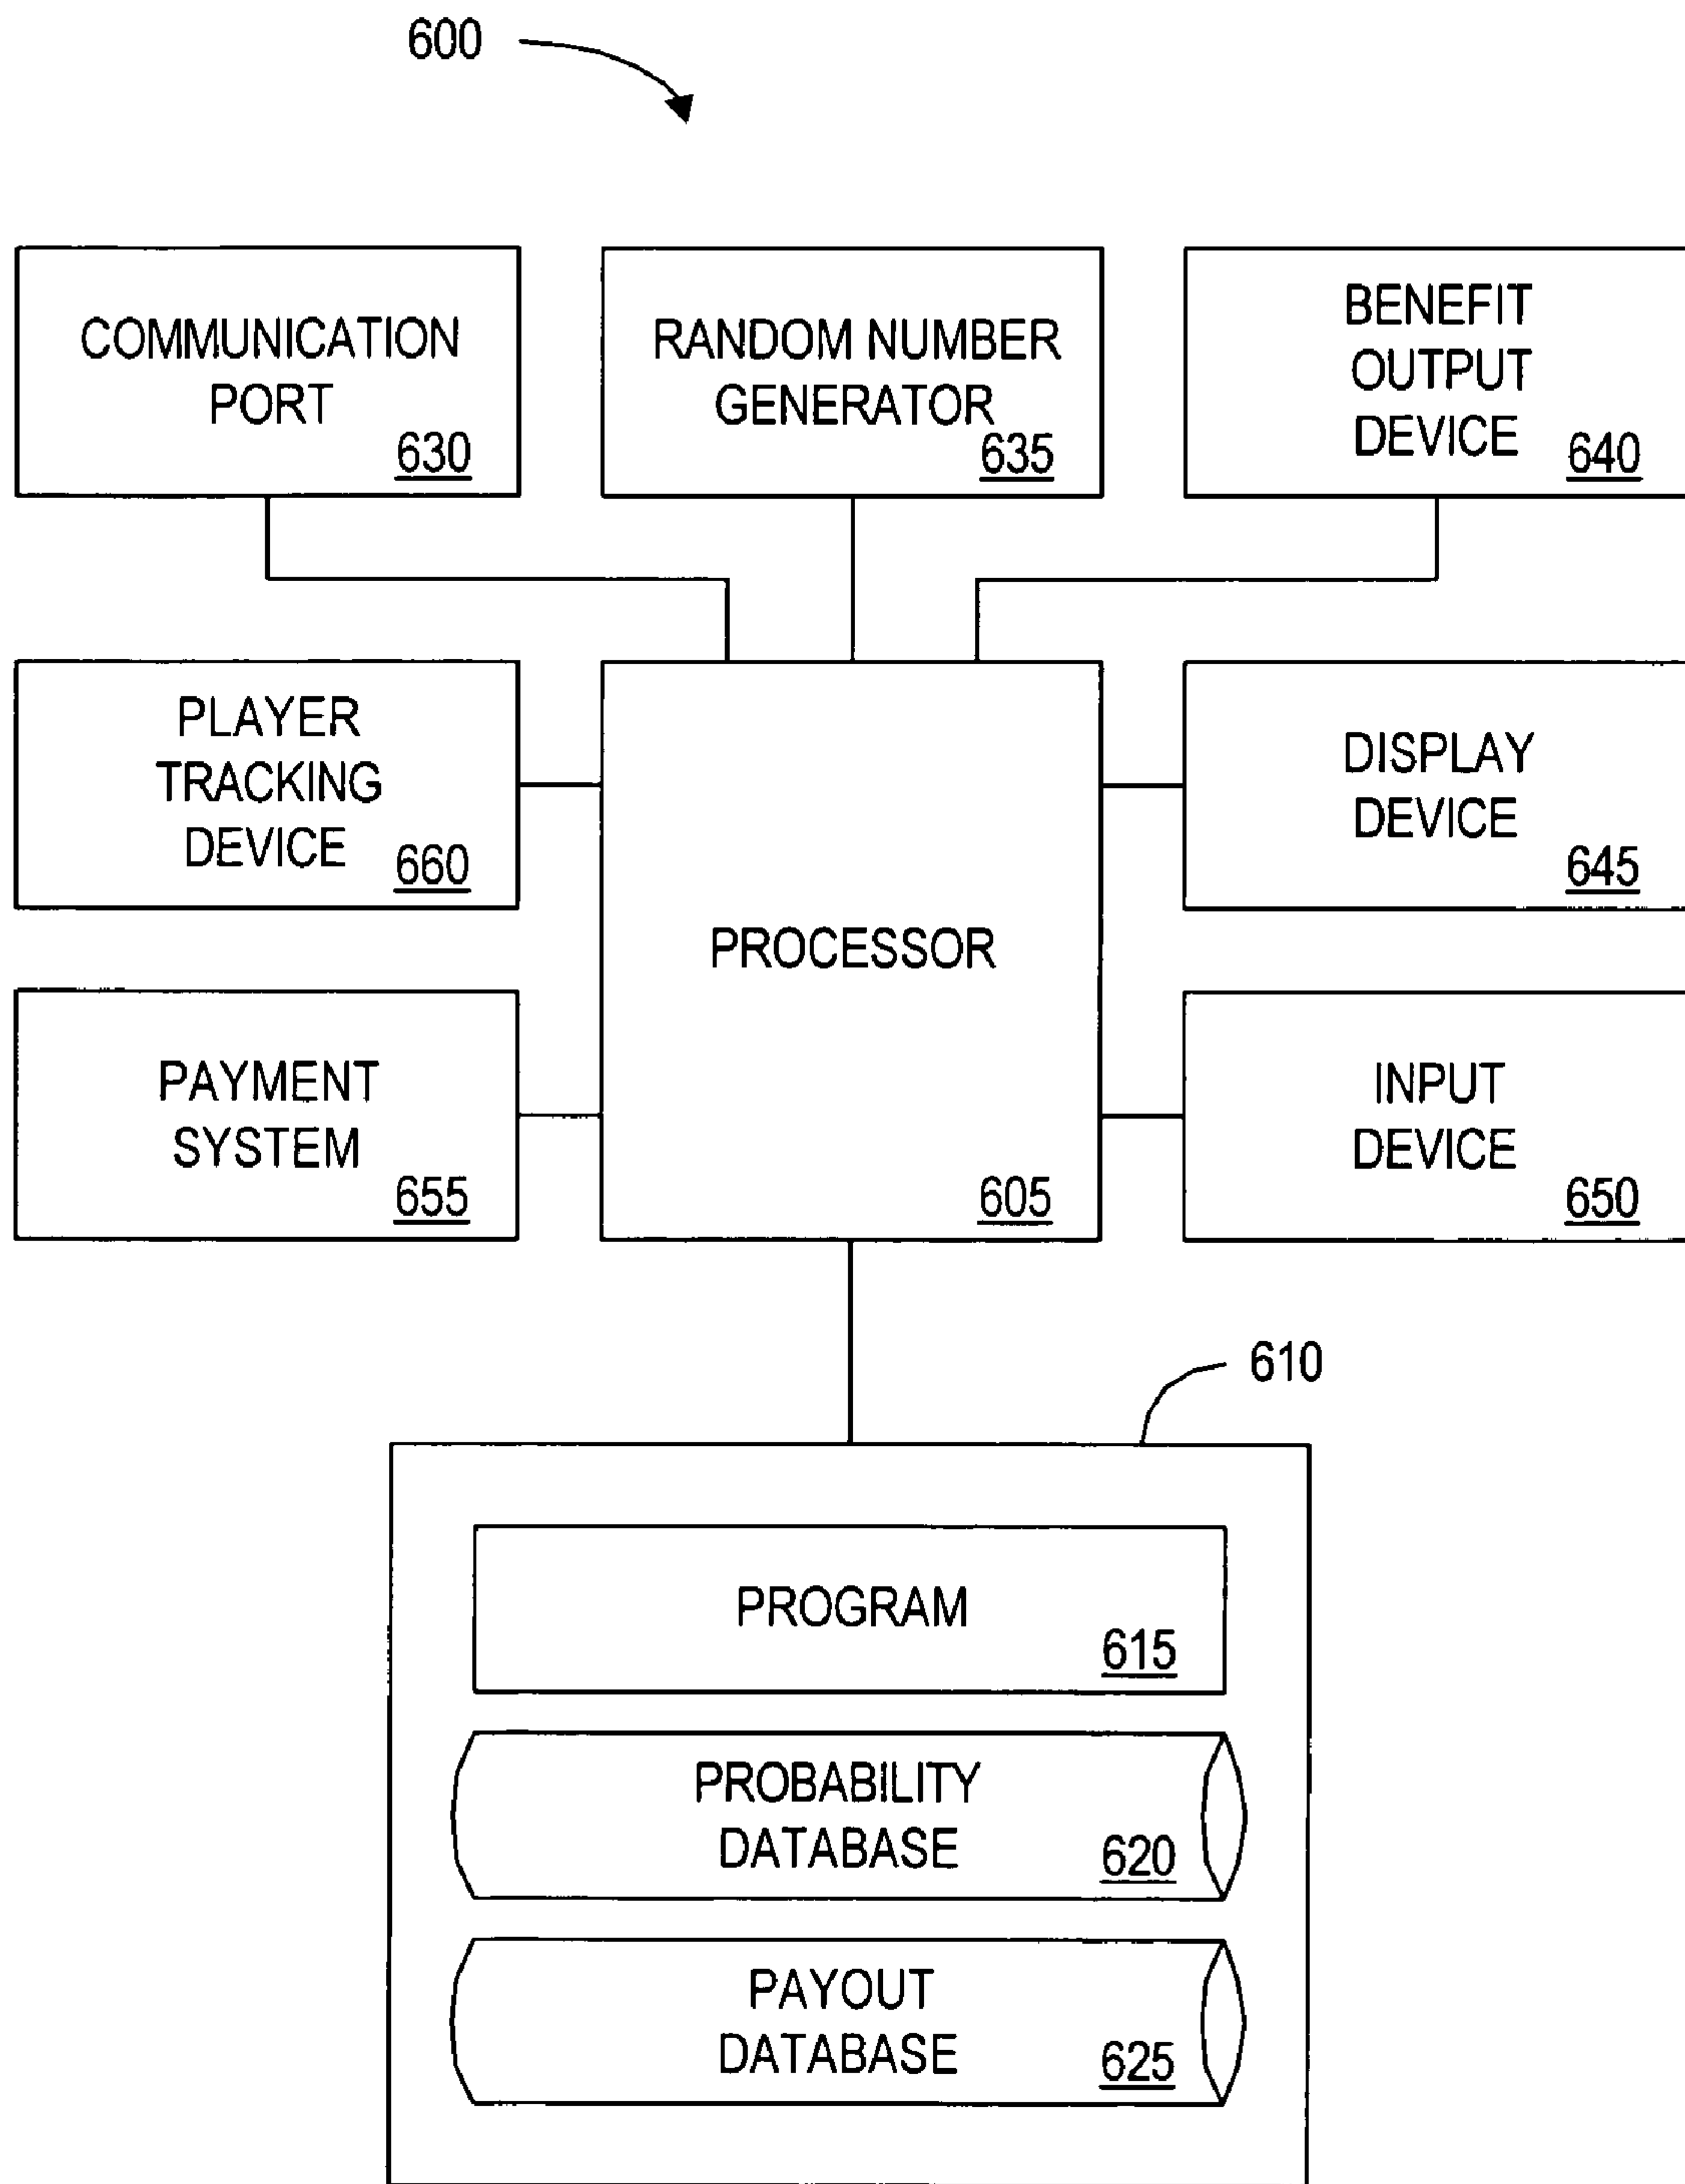 600
COMMUNICATION
PORT
630
RANDOM NUMBER
GENERATOR
635
BENEFIT
OUTPUT
DEVICE
640
PLAYER
TRACKING
DEVICE
660
PROCESSOR
605
DISPLAY
DEVICE
645
PAYMENT
SYSTEM
655
INPUT
DEVICE
650
610
PROGRAM
615
PROBABILITY
DATABASE
620
PAYOUT
DATABASE
625